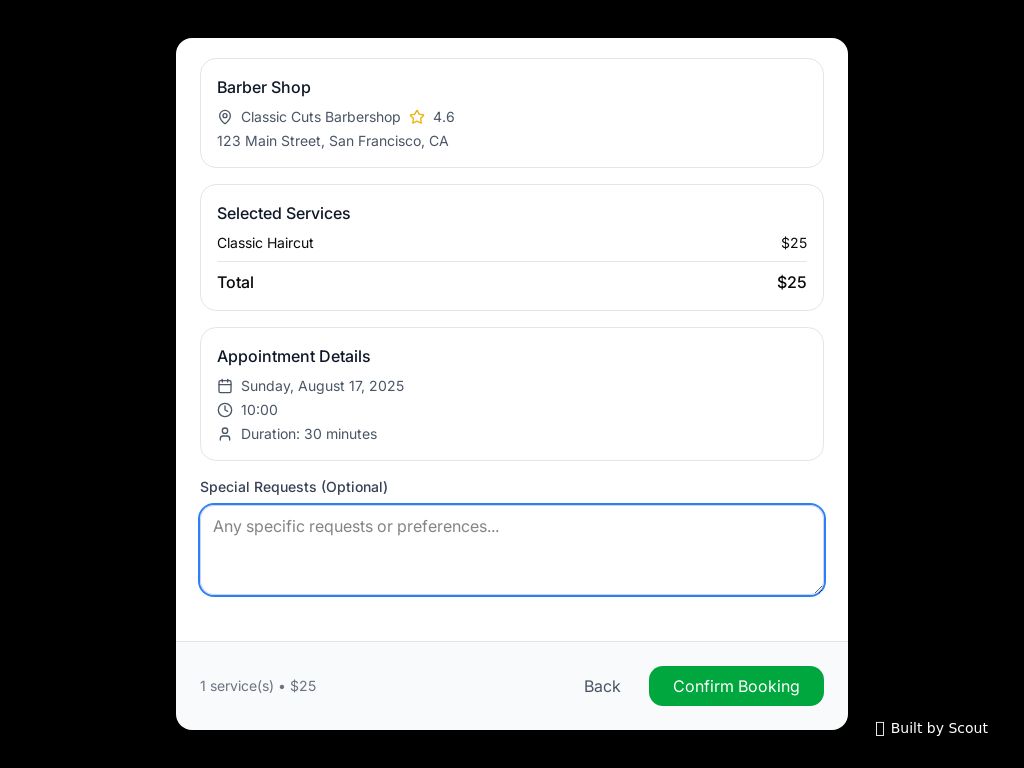 Barber Shop
Classic Cuts Barbershop 4.6
123 Main Street, San Francisco, CA
Selected Services
Classic Haircut $25
Total $25
Appointment Details
Sunday, August 17, 2025
10:00
Duration: 30 minutes
Special Requests (Optional)
Any specific requests or preferences...
1 service(s) • $25 Back Confirm Booking
Built by Scout